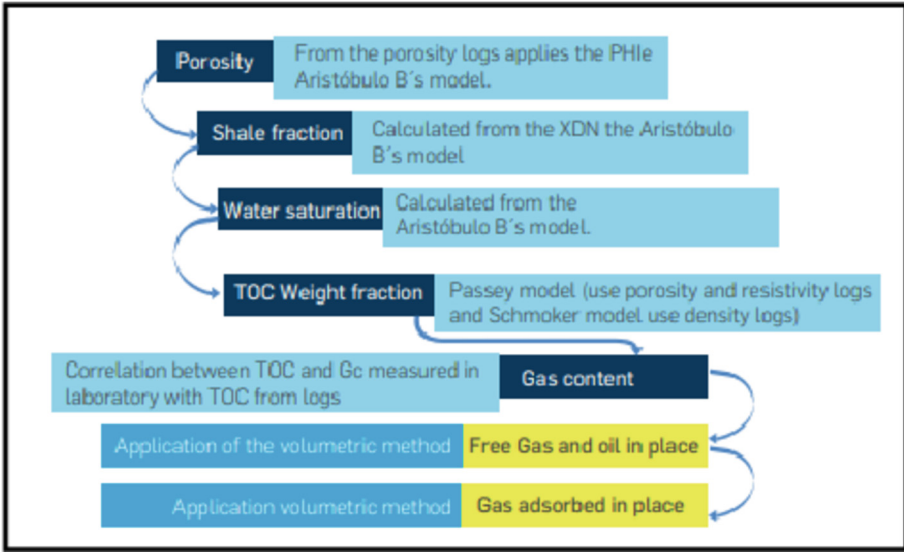 Porosity
From the porosity logs applies the PHIe
Aristóbulo B´s model.
Shale fraction
Calculated from the XDN the Aristóbulo
B´s model
Water saturation
Calculated from the
Aristóbulo B´s model.
TOC Weight fraction
Passey model (use porosity and resistivity logs
and Schmoker model use density logs)
Correlation between TOC and Gc measured in
laboratory with TOC from logs
Gas content
Application of the volumetric method
Free Gas and oil in place
Application volumetric method
Gas adsorbed in place